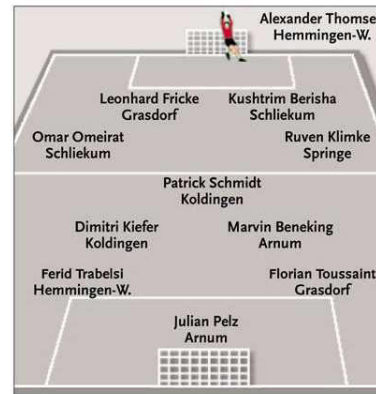 Alexander Thomse
Hemmingen-W.
Leonhard Fricke
Grasdorf
Kushtrim Berisha
Schliekum
Omar Omeirat
Schliekum
Ruven Klimke
Springe
Patrick Schmidt
Koldingen
Dimitri Kiefer
Koldingen
Marvin Beneking
Arnum
Ferid Trabelsi
Hemmingen-W.
Florian Toussaint
Grasdorf
Julian Pelz
Arnum